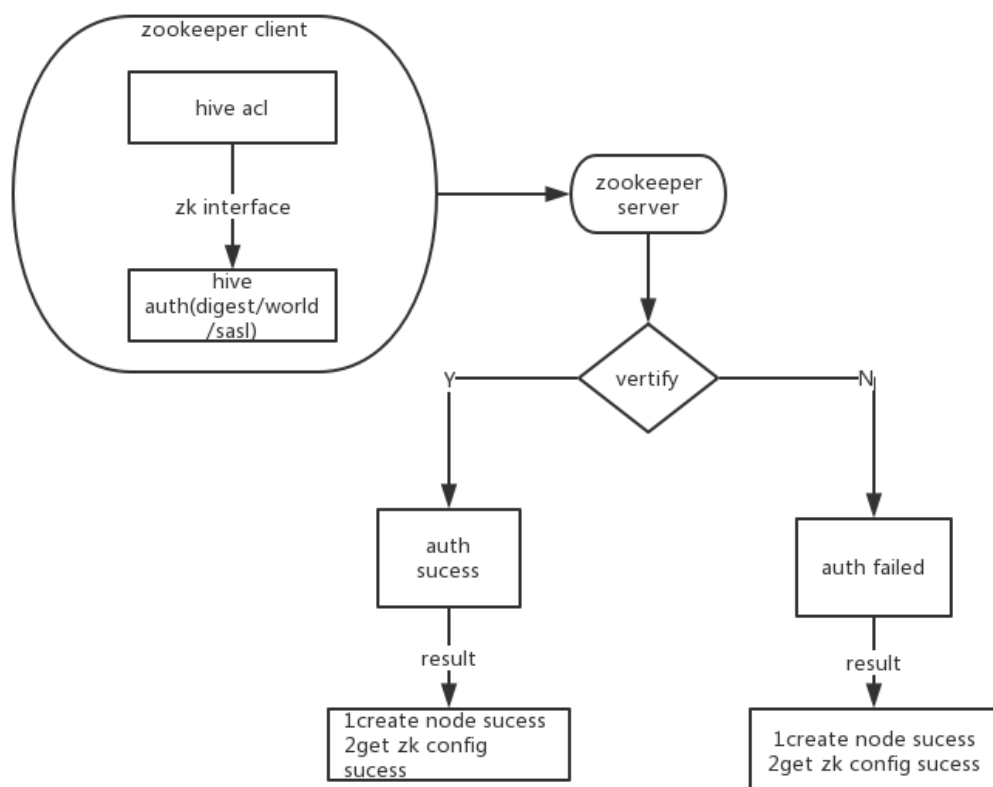 zookeeper client
hive acl
zk interface
hive
auth(digest/world
/sasl)
zookeeper
server
vertify
Y
N
auth
sucess
auth failed
result
result
1create node sucess
2get zk config
sucess
1create node sucess
2get zk config sucess